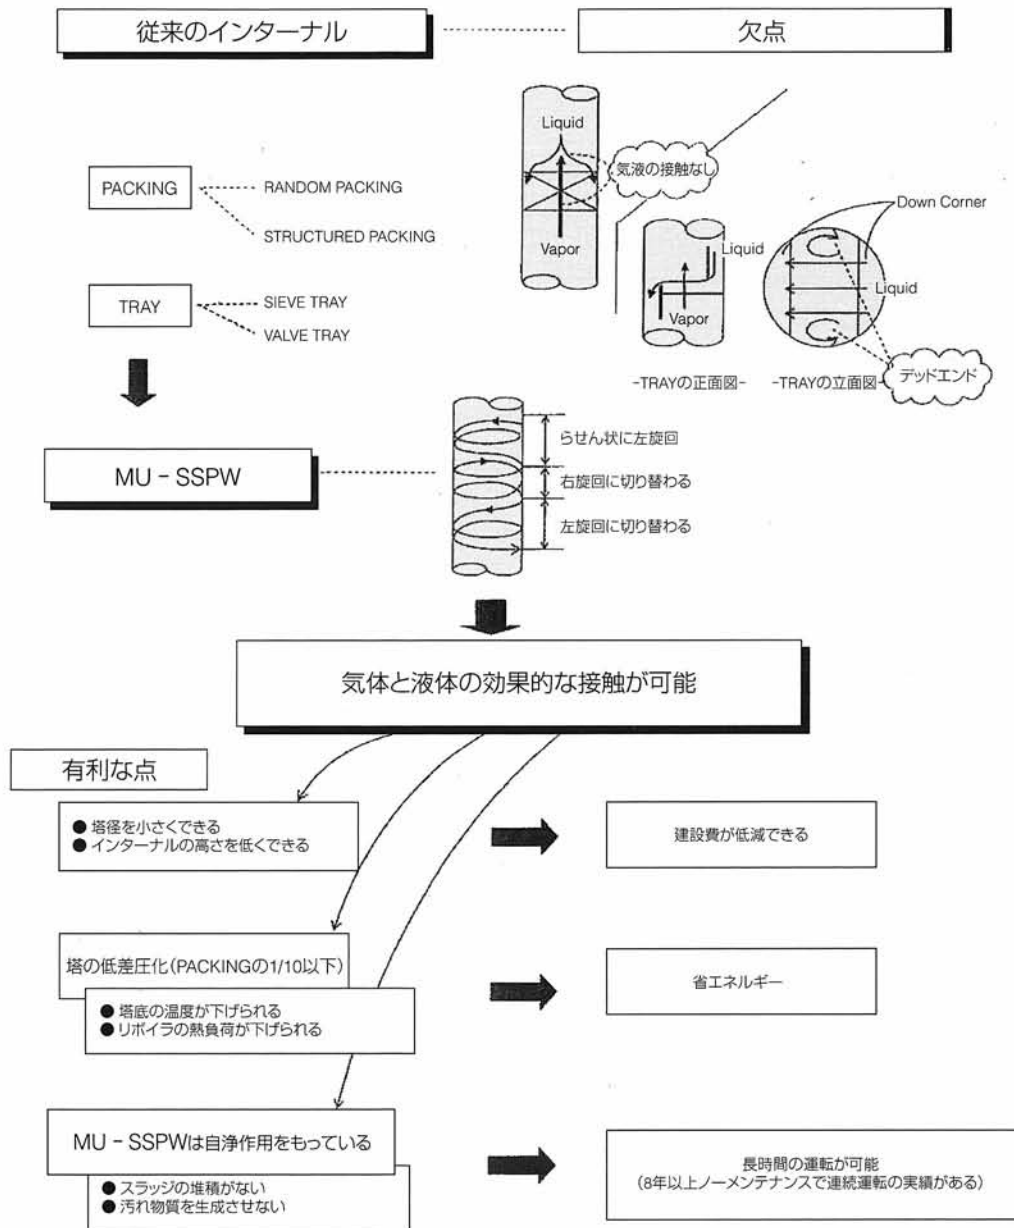 従来のインターナル
欠点
PACKING
RANDOM PACKING
STRUCTURED PACKING
TRAY
SIEVE TRAY
VALVE TRAY
Liquid
気液の接触なし
Vapor
Down Corner
Liquid
Vapor
Liquid
-TRAYの正面図-
-TRAYの立面図-
デッドエンド
MU - SSPW
らせん状に左旋回
右旋回に切り替わる
左旋回に切り替わる
気体と液体の効果的な接触が可能
有利な点
● 塔径を小さくできる
● インターナルの高さを低くできる
建設費が低減できる
塔の低差圧化(PACKINGの1/10以下)
● 塔底の温度が下げられる
● リボイラの熱負荷が下げられる
省エネルギー
MU - SSPWは自浄作用をもっている
● スラッジの堆積がない
● 汚れ物質を生成させない
長時間の運転が可能
(8年以上ノーメンテナンスで連続運転の実績がある)